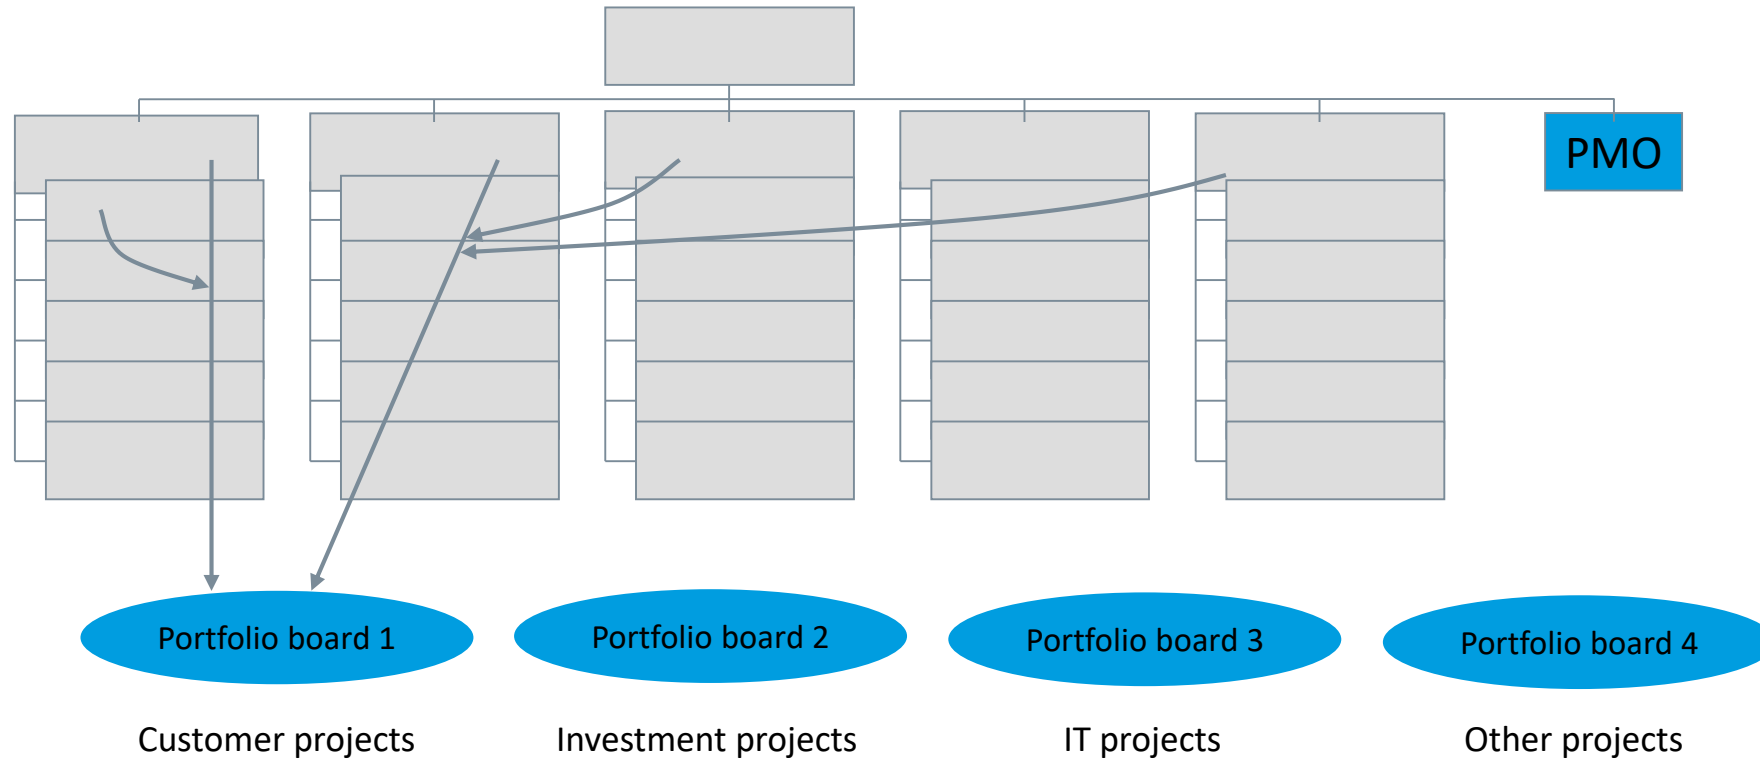 PMO
Portfolio board 1
Portfolio board 2
Portfolio board 3
Portfolio board 4
Customer projects
Investment projects
IT projects
Other projects